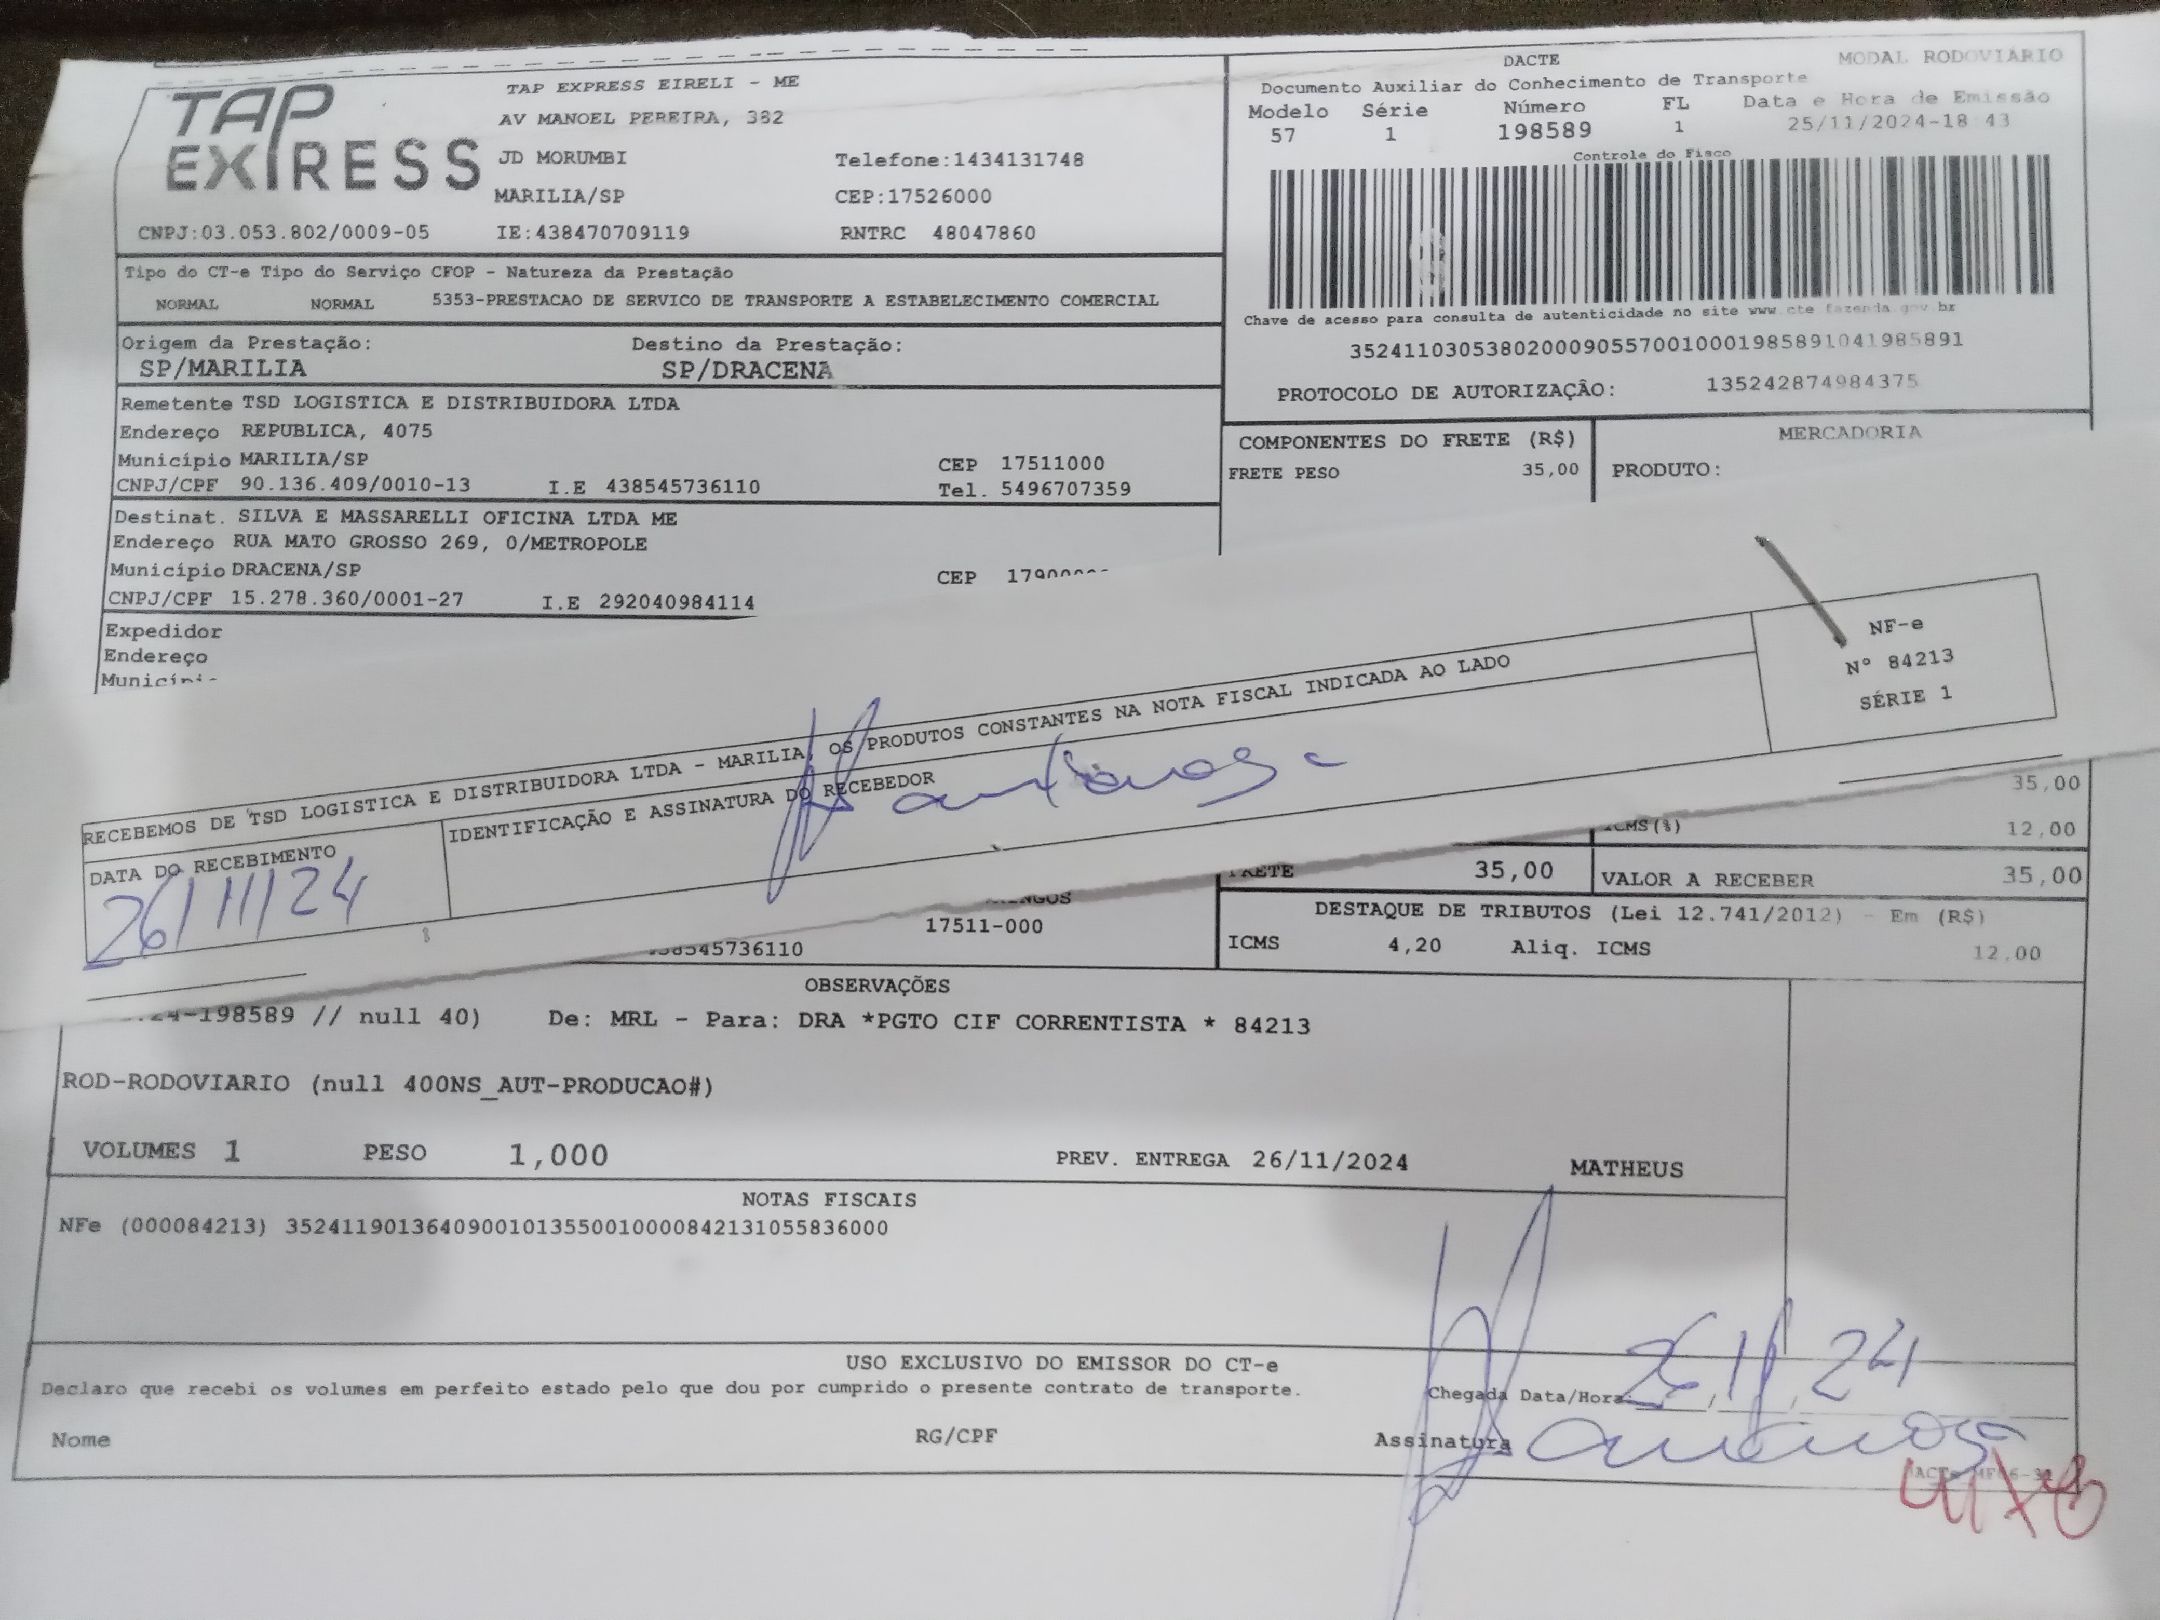 TAP EXPRESS
TAP EXPRESS EIRELI - ME
AV MANOEL PEREIRA, 382
JD MORUMBI Telefone:1434131748
MARILIA/SP CEP:17526000
CNPJ:03.053.802/0009-05 IE:438470709119 RNTRC 48047860
DACTE MODAL RODOVIÁRIO
Documento Auxiliar do Conhecimento de Transporte
Modelo Série Número FL Data e Hora de Emissão
57 1 198589 1 25/11/2024-18:43
Controle do Fisco
Chave de acesso para consulta de autenticidade no site www.cte.fazenda.gov.br
35241103053802000905570010001985891041985891
PROTOCOLO DE AUTORIZAÇÃO: 135242874984375
Tipo do CT-e Tipo do Serviço CFOP - Natureza da Prestação
NORMAL NORMAL 5353-PRESTACAO DE SERVICO DE TRANSPORTE A ESTABELECIMENTO COMERCIAL
Origem da Prestação: Destino da Prestação:
SP/MARILIA SP/DRACENA
Remetente TSD LOGISTICA E DISTRIBUIDORA LTDA
Endereço REPUBLICA, 4075
Município MARILIA/SP CEP 17511000
CNPJ/CPF 90.136.409/0010-13 I.E 438545736110 Tel. 5496707359
COMPONENTES DO FRETE (R$) MERCADORIA
FRETE PESO 35,00 PRODUTO:
Destinat. SILVA E MASSARELLI OFICINA LTDA ME
Endereço RUA MATO GROSSO 269, 0/METROPOLE
Município DRACENA/SP CEP
CNPJ/CPF 15.278.360/0001-27 I.E 292040984114
Expedidor
Endereço
RECEBEMOS DE TSD LOGISTICA E DISTRIBUIDORA LTDA - MARILIA, OS PRODUTOS CONSTANTES NA NOTA FISCAL INDICADA AO LADO
NF-e
Nº 84213
SÉRIE 1
DATA DO RECEBIMENTO IDENTIFICAÇÃO E ASSINATURA DO RECEBEDOR
26/11/24
35,00
ICMS(%) 12,00
FRETE 35,00 VALOR A RECEBER 35,00
17511-000
DESTAQUE DE TRIBUTOS (Lei 12.741/2012) - Em (R$)
ICMS 4,20 Aliq. ICMS 12,00
OBSERVAÇÕES
198589 // null 40) De: MRL - Para: DRA *PGTO CIF CORRENTISTA * 84213
ROD-RODOVIARIO (null 400NS_AUT-PRODUCAO#)
VOLUMES 1 PESO 1,000 PREV. ENTREGA 26/11/2024 MATHEUS
NOTAS FISCAIS
NFe (000084213) 35241190136409001013550010000842131055836000
USO EXCLUSIVO DO EMISSOR DO CT-e
Declaro que recebi os volumes em perfeito estado pelo que dou por cumprido o presente contrato de transporte. Chegada Data/Hora 26/11/24
Nome RG/CPF Assinatura